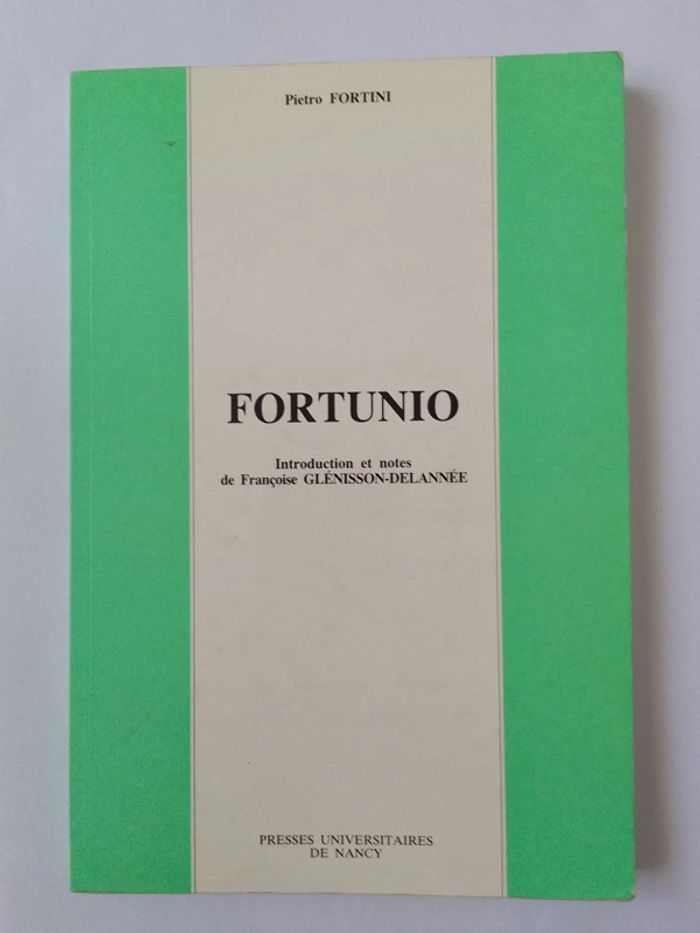 Pietro FORTINI
FORTUNIO
Introduction et notes
de Françoise GLÉNISSON-DELANNÉE
PRESSES UNIVERSITAIRES
DE NANCY